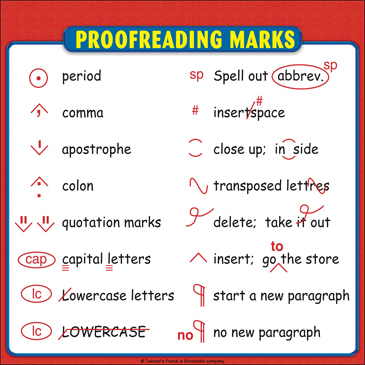 PROOFREADING MARKS
period
comma
apostrophe
colon
quotation marks
cap capital letters
lc Lowercase letters
lc LOWERCASE
sp Spell out abbrev. sp
# insertspace #
close up; in side
transposed lettres
delete; take it out
to
insert; go the store
¶ start a new paragraph
no ¶ no new paragraph
© Teacher's Friend, a Scholastic company